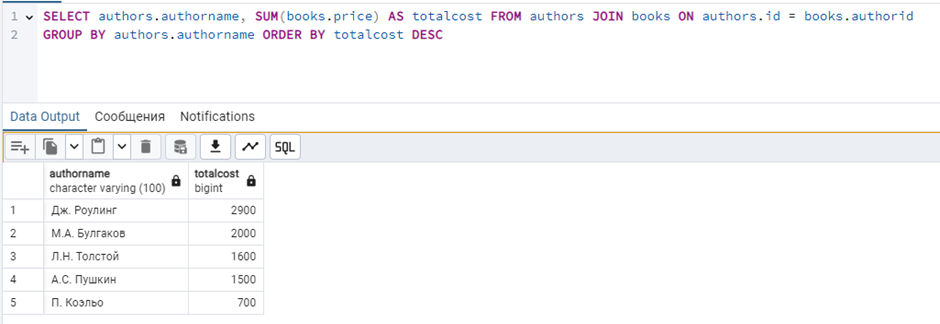 1 SELECT authors.authorname, SUM(books.price) AS totalcost FROM authors JOIN books ON authors.id = books.authorid
2 GROUP BY authors.authorname ORDER BY totalcost DESC
Data Output Сообщения Notifications
SQL
authorname totalcost
character varying (100) bigint
1 Дж. Роулинг 2900
2 М.А. Булгаков 2000
3 Л.Н. Толстой 1600
4 А.С. Пушкин 1500
5 П. Коэльо 700